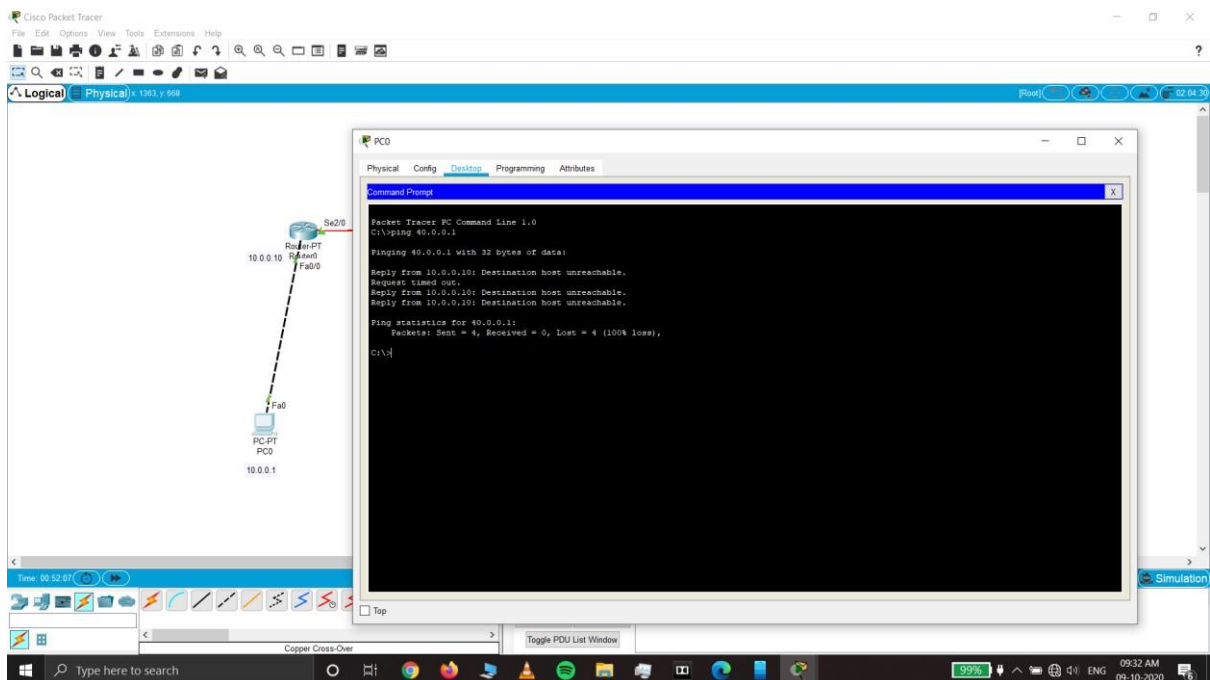 Cisco Packet Tracer
File Edit Options View Tools Extensions Help
?
Logical Physical x: 1363, y: 668 [Root] 02:04:30
PC0
Physical Config Desktop Programming Attributes
Command Prompt X
Packet Tracer PC Command Line 1.0
C:\>ping 40.0.0.1
Pinging 40.0.0.1 with 32 bytes of data:
Reply from 10.0.0.10: Destination host unreachable.
Request timed out.
Reply from 10.0.0.10: Destination host unreachable.
Reply from 10.0.0.10: Destination host unreachable.
Ping statistics for 40.0.0.1:
Packets: Sent = 4, Received = 0, Lost = 4 (100% loss),
C:\>
Se2/0
Router-PT
10.0.0.10 Router0
Fa0/0
Fa0
PC-PT
PC0
10.0.0.1
Time: 00:52:07 Simulation
Top
Toggle PDU List Window
Copper Cross-Over
Type here to search
99% ENG 09:32 AM
09-10-2020
6